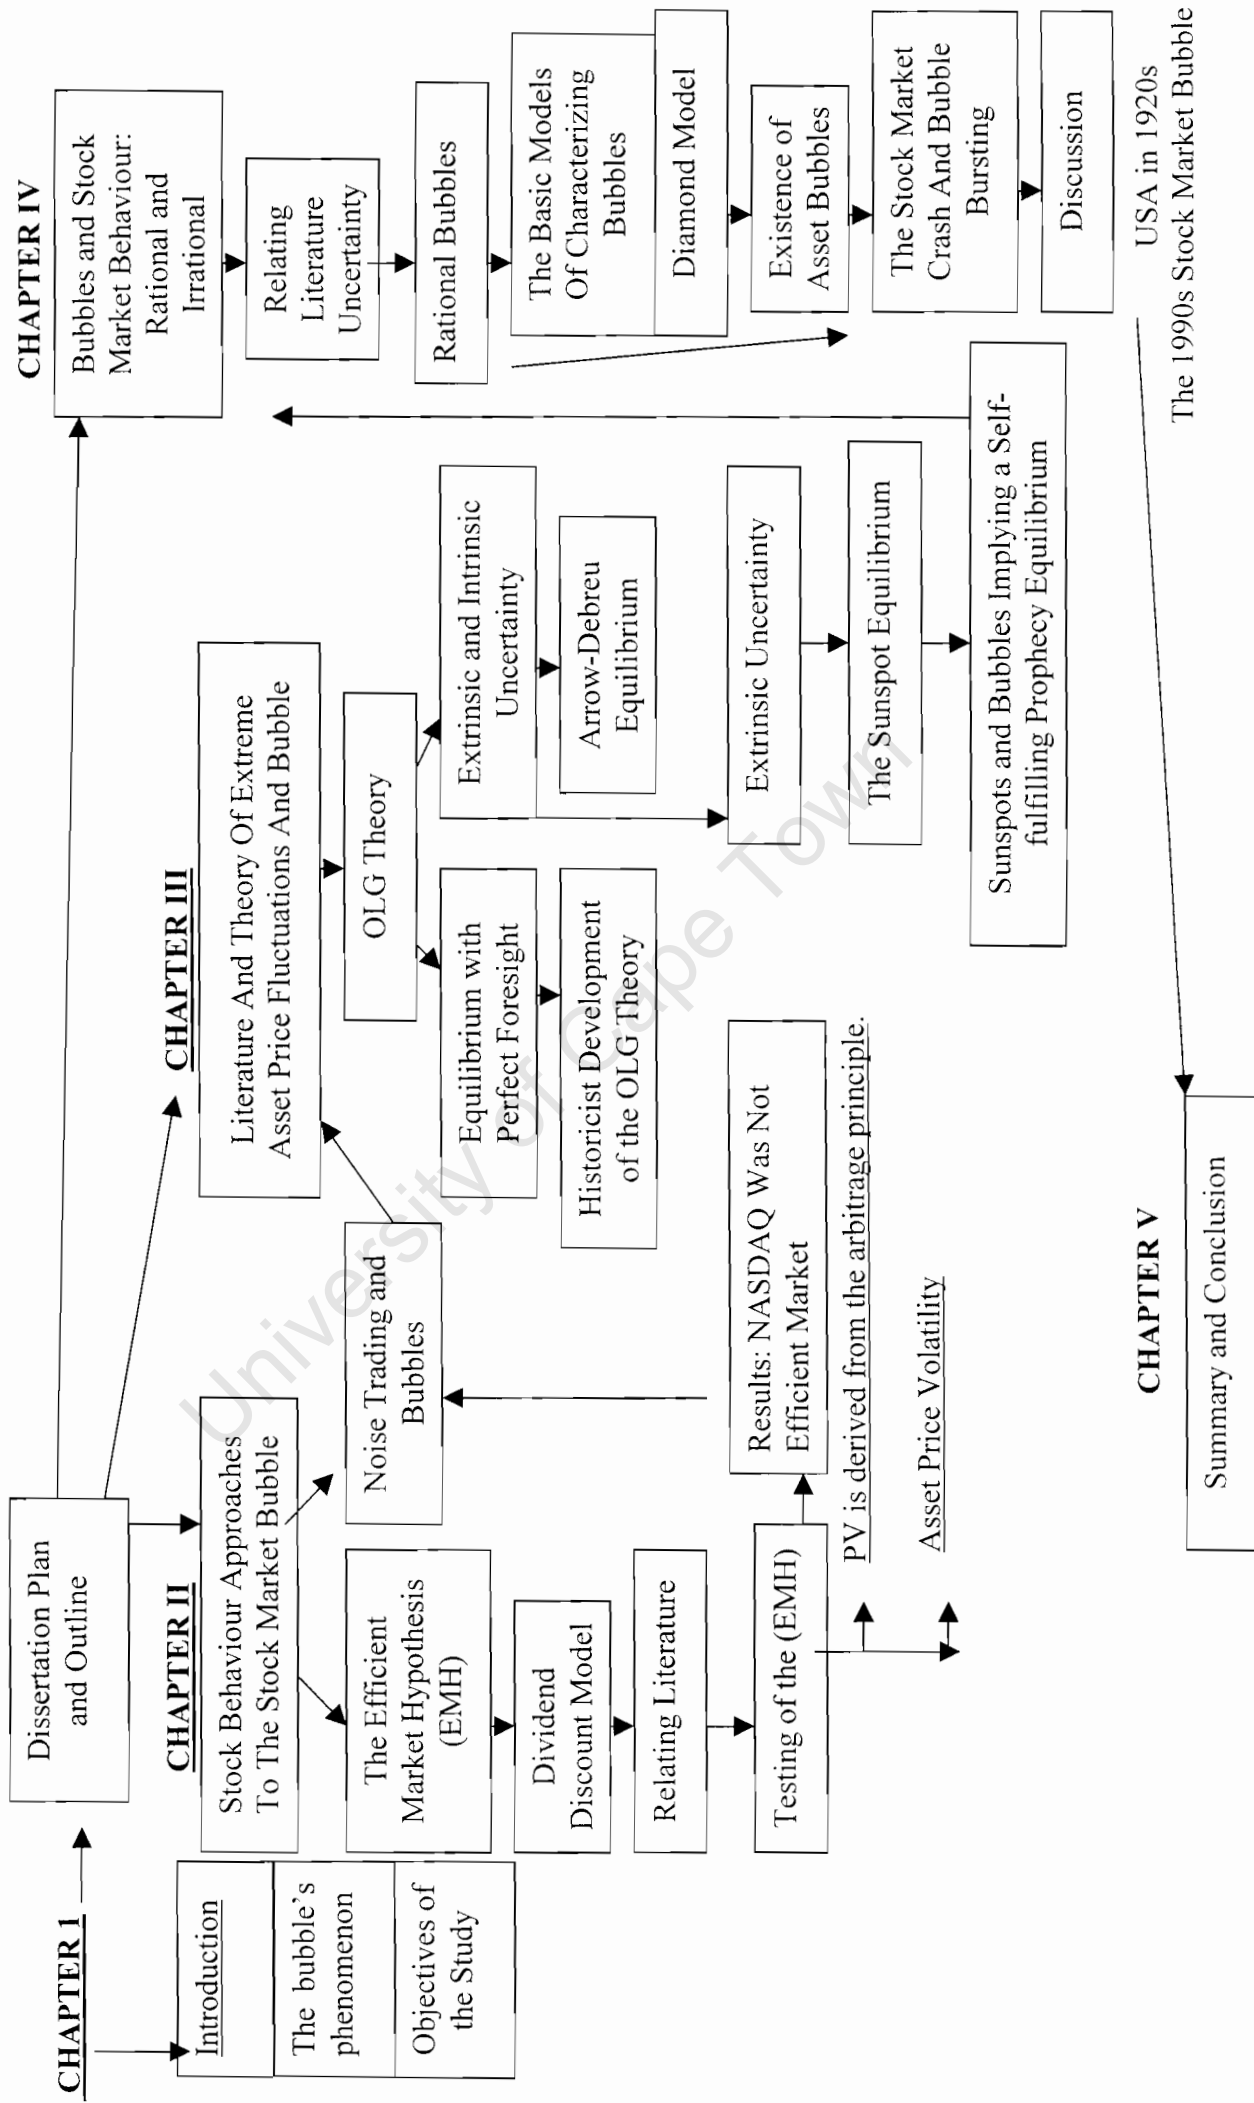 CHAPTER 1
Introduction
The bubble's
phenomenon
Objectives of
the Study
Dissertation Plan
and Outline
CHAPTER II
Stock Behaviour Approaches
To The Stock Market Bubble
The Efficient
Market Hypothesis
(EMH)
Dividend
Discount Model
Relating Literature
Testing of the (EMH)
Noise Trading and
Bubbles
Results: NASDAQ Was Not
Efficient Market
PV is derived from the arbitrage principle.
Asset Price Volatility
CHAPTER III
Literature And Theory Of Extreme
Asset Price Fluctuations And Bubble
OLG Theory
Equilibrium with
Perfect Foresight
Historicist Development
of the OLG Theory
Extrinsic and Intrinsic
Uncertainty
Arrow-Debreu
Equilibrium
Extrinsic Uncertainty
The Sunspot Equilibrium
Sunspots and Bubbles Implying a Self-
fulfilling Prophecy Equilibrium
CHAPTER IV
Bubbles and Stock
Market Behaviour:
Rational and
Irrational
Relating
Literature
Uncertainty
Rational Bubbles
The Basic Models
Of Characterizing
Bubbles
Diamond Model
Existence of
Asset Bubbles
The Stock Market
Crash And Bubble
Bursting
Discussion
USA in 1920s
The 1990s Stock Market Bubble
CHAPTER V
Summary and Conclusion
University of Cape Town